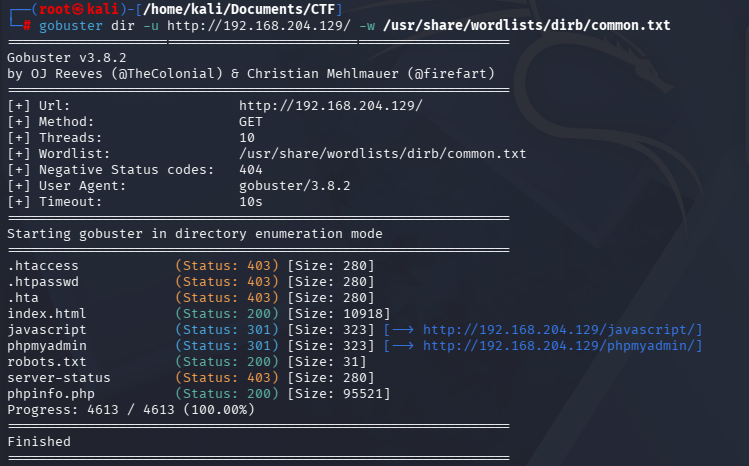 ┌──(root㉿kali)-[/home/kali/Documents/CTF]
└─# gobuster dir -u http://192.168.204.129/ -w /usr/share/wordlists/dirb/common.txt
===============================================================
Gobuster v3.8.2
by OJ Reeves (@TheColonial) & Christian Mehlmauer (@firefart)
===============================================================
[+] Url:                     http://192.168.204.129/
[+] Method:                  GET
[+] Threads:                 10
[+] Wordlist:                /usr/share/wordlists/dirb/common.txt
[+] Negative Status codes:   404
[+] User Agent:              gobuster/3.8.2
[+] Timeout:                 10s
===============================================================
Starting gobuster in directory enumeration mode
===============================================================
.htaccess            (Status: 403) [Size: 280]
.htpasswd            (Status: 403) [Size: 280]
.hta                 (Status: 403) [Size: 280]
index.html           (Status: 200) [Size: 10918]
javascript           (Status: 301) [Size: 323] [--> http://192.168.204.129/javascript/]
phpmyadmin           (Status: 301) [Size: 323] [--> http://192.168.204.129/phpmyadmin/]
robots.txt           (Status: 200) [Size: 31]
server-status        (Status: 403) [Size: 280]
phpinfo.php          (Status: 200) [Size: 95521]
Progress: 4613 / 4613 (100.00%)
===============================================================
Finished
===============================================================